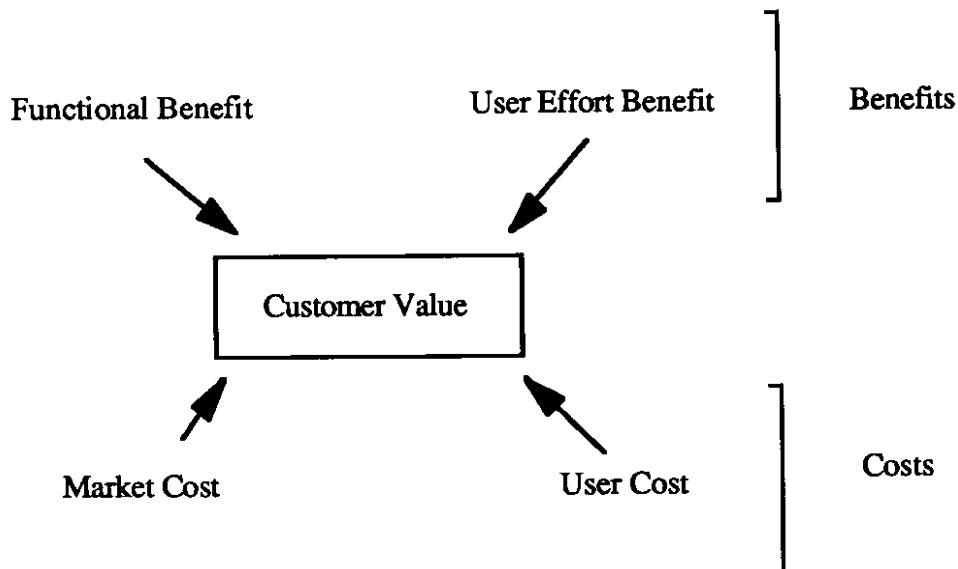 Functional Benefit
User Effort Benefit
Benefits
Customer Value
Market Cost
User Cost
Costs